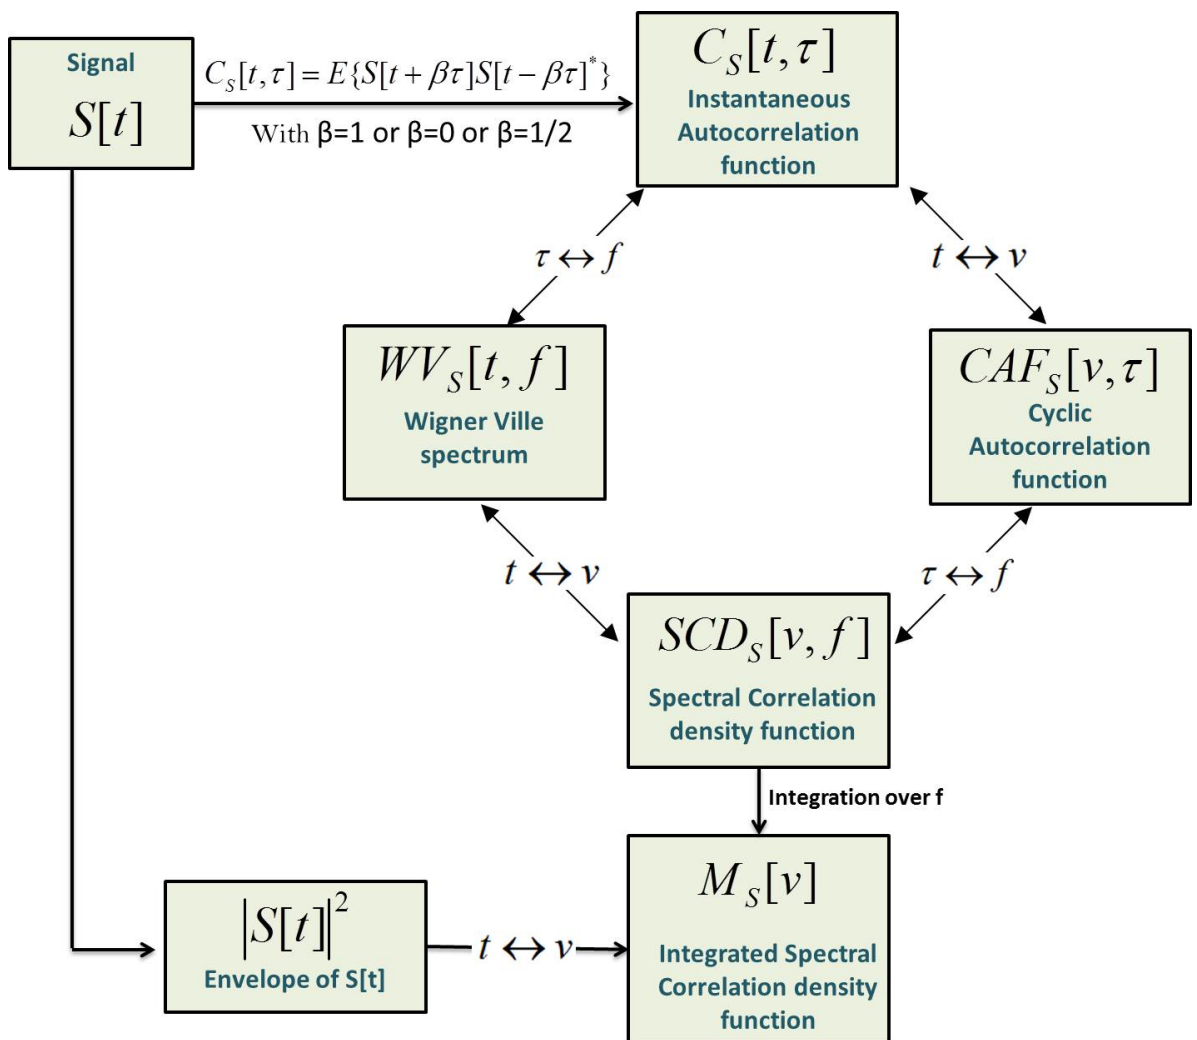 Signal
S[t]
C_S[t,τ] = E{S[t+βτ]S[t−βτ]^*}
With β=1 or β=0 or β=1/2
C_S[t,τ]
Instantaneous
Autocorrelation
function
τ ↔ f
t ↔ v
WV_S[t,f]
Wigner Ville
spectrum
CAF_S[v,τ]
Cyclic
Autocorrelation
function
t ↔ v
τ ↔ f
SCD_S[v,f]
Spectral Correlation
density function
Integration over f
|S[t]|^2
Envelope of S[t]
t ↔ v
M_S[v]
Integrated Spectral
Correlation density
function